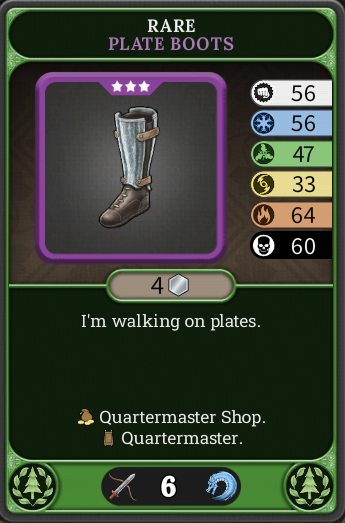 RARE
PLATE BOOTS
56
56
47
33
64
60
4
I'm walking on plates.
Quartermaster Shop.
Quartermaster.
6